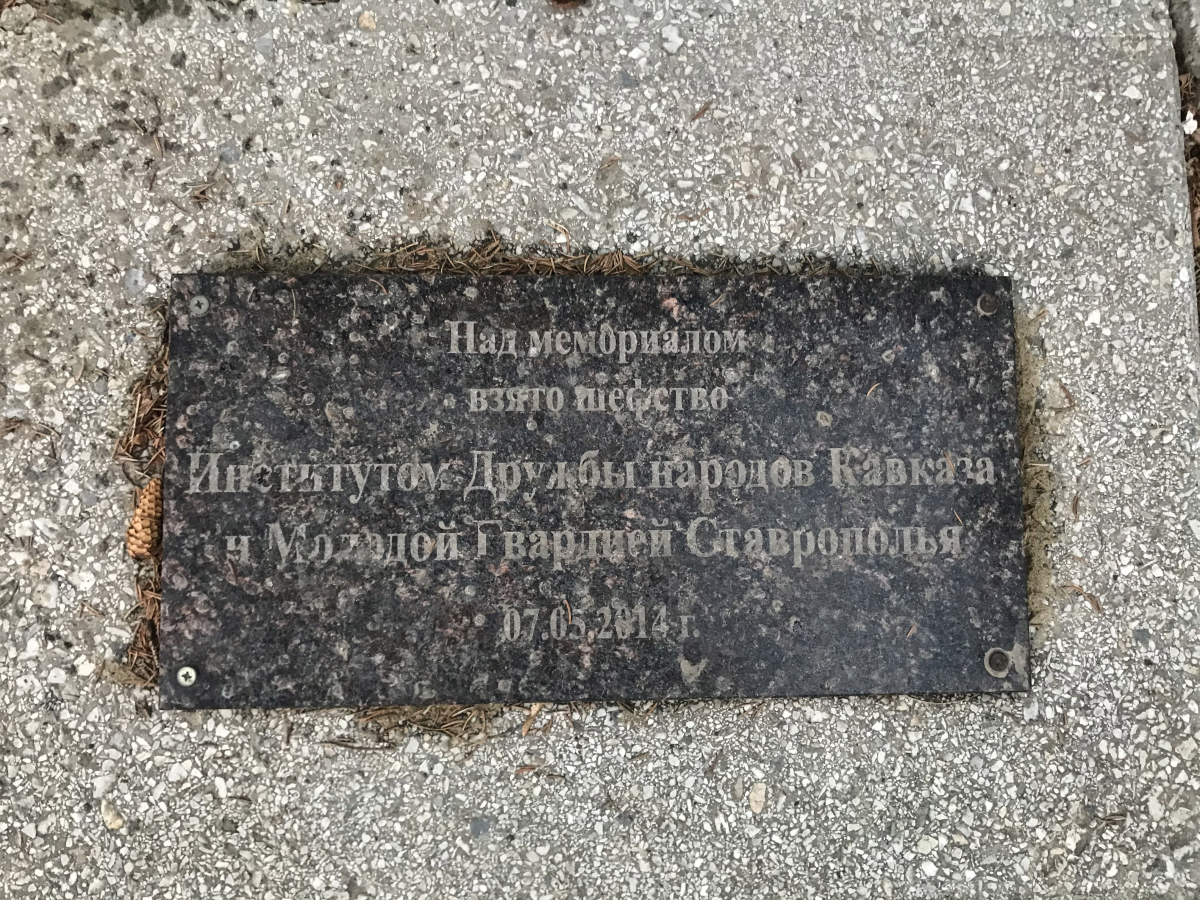 Над мемориалом
взято шефство
Институтом Дружбы народов Кавказа
и Молодой Гвардией Ставрополья
07.05.2014 г.